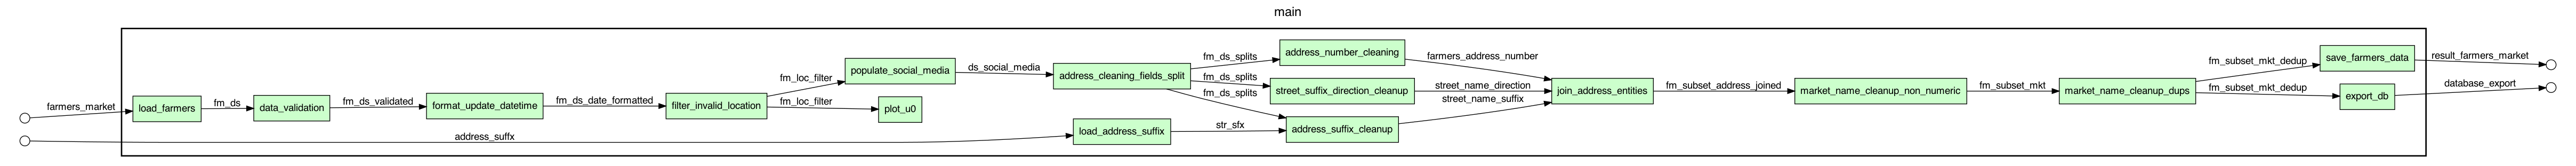 main
farmers_market
load_farmers
fm_ds
data_validation
fm_ds_validated
format_update_datetime
fm_ds_date_formatted
filter_invalid_location
fm_loc_filter
populate_social_media
fm_loc_filter
plot_u0
ds_social_media
address_cleaning_fields_split
fm_ds_splits
address_number_cleaning
farmers_address_number
fm_ds_splits
street_suffix_direction_cleanup
street_name_direction
fm_ds_splits
address_suffix_cleanup
street_name_suffix
address_suffx
load_address_suffix
str_sfx
join_address_entities
fm_subset_address_joined
market_name_cleanup_non_numeric
fm_subset_mkt
market_name_cleanup_dups
fm_subset_mkt_dedup
save_farmers_data
result_farmers_market
fm_subset_mkt_dedup
export_db
database_export